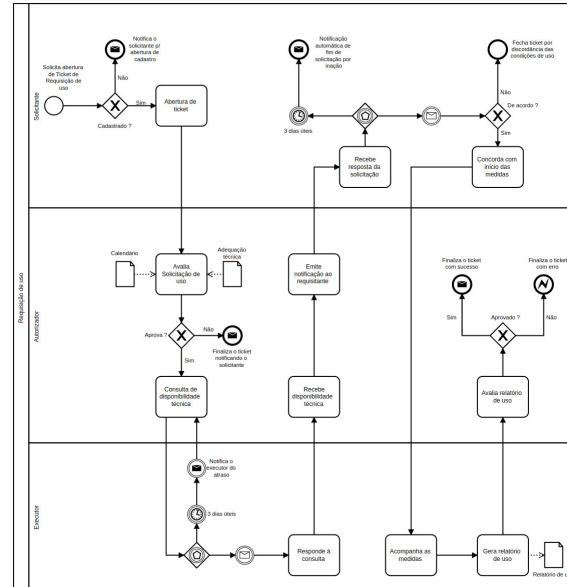 Requisição de uso
Solicitante
Solicita abertura
de Ticket de
Requisição de
uso
Notifica o
solicitante p/
abertura de
cadastro
Não
Sim
Cadastrado ?
Abertura de
ticket
Notificação
automática de
fim de
solicitação por
inação
3 dias úteis
Recebe
resposta da
solicitação
Fecha ticket por
discordância das
condições de uso
Não
De acordo ?
Sim
Concorda com
início das
medidas
Autorizador
Calendário
Avalia
Solicitação de
uso
Adequação
técnica
Aprova ?
Não
Sim
Finaliza o ticket
notificando o
solicitante
Consulta de
disponibilidade
técnica
Emite
notificação ao
requisitante
Recebe
disponibilidade
técnica
Finaliza o ticket
com sucesso
Finaliza o ticket
com erro
Sim
Aprovado ?
Não
Avalia relatório
de uso
Executor
Notifica o
executor do
atraso
3 dias úteis
Responde à
consulta
Acompanha as
medidas
Gera relatório
de uso
Relatório de u